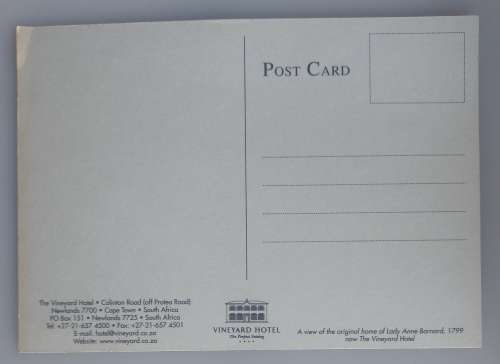 POST CARD
The Vineyard Hotel • Colinton Road (off Protea Road)
Newlands 7700 • Cape Town • South Africa
PO Box 151 • Newlands 7725 • South Africa
Tel: +27-21-657 4500 • Fax: +27-21-657 4501
E-mail: hotel@vineyard.co.za
Website: www.vineyard.co.za
VINEYARD HOTEL
The Perfect Setting
A view of the original home of Lady Anne Barnard, 1799
now The Vineyard Hotel